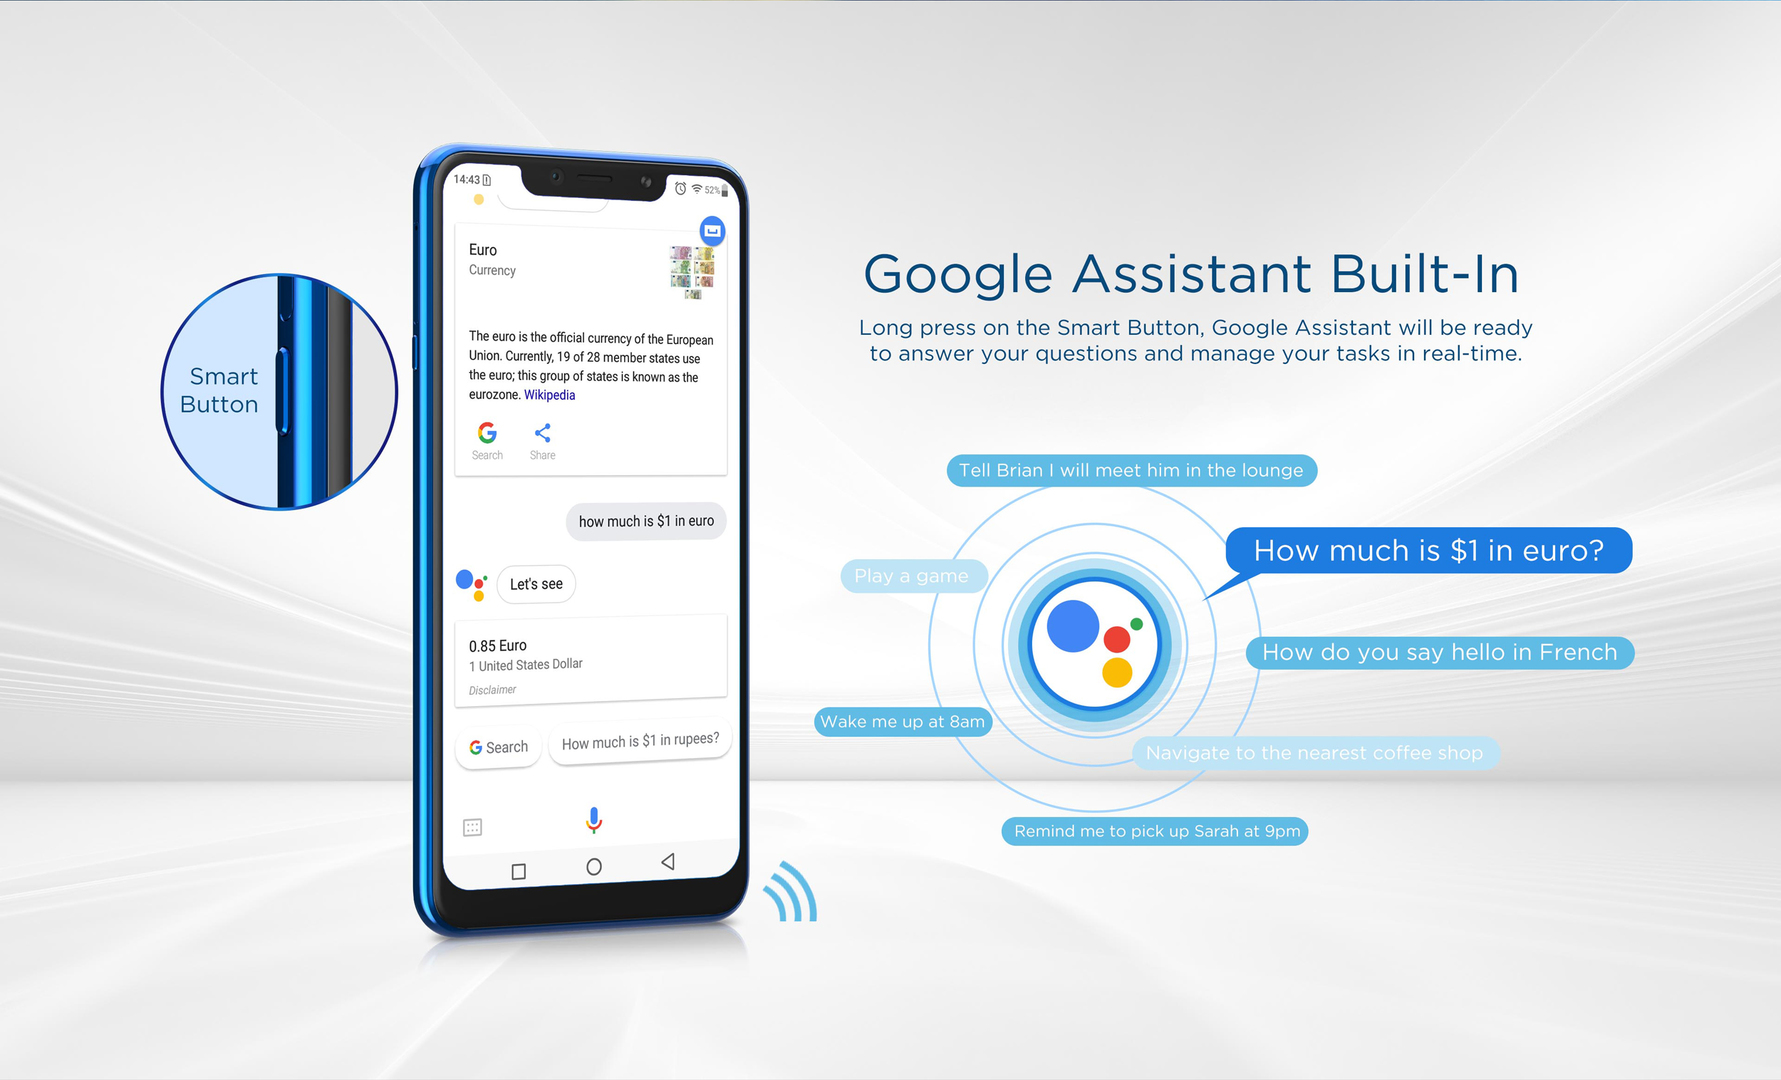 Smart
Button
14:43
52%
Euro
Currency
The euro is the official currency of the European
Union. Currently, 19 of 28 member states use
the euro; this group of states is known as the
eurozone. Wikipedia
Search
Share
how much is $1 in euro
Let's see
0.85 Euro
1 United States Dollar
Disclaimer
Search
How much is $1 in rupees?
Google Assistant Built-In
Long press on the Smart Button, Google Assistant will be ready
to answer your questions and manage your tasks in real-time.
Tell Brian I will meet him in the lounge
How much is $1 in euro?
Play a game
How do you say hello in French
Wake me up at 8am
Navigate to the nearest coffee shop
Remind me to pick up Sarah at 9pm